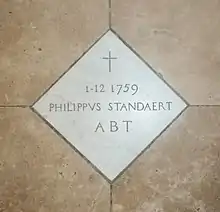 1-12 1759
PHILIPPVS STANDAERT
ABT